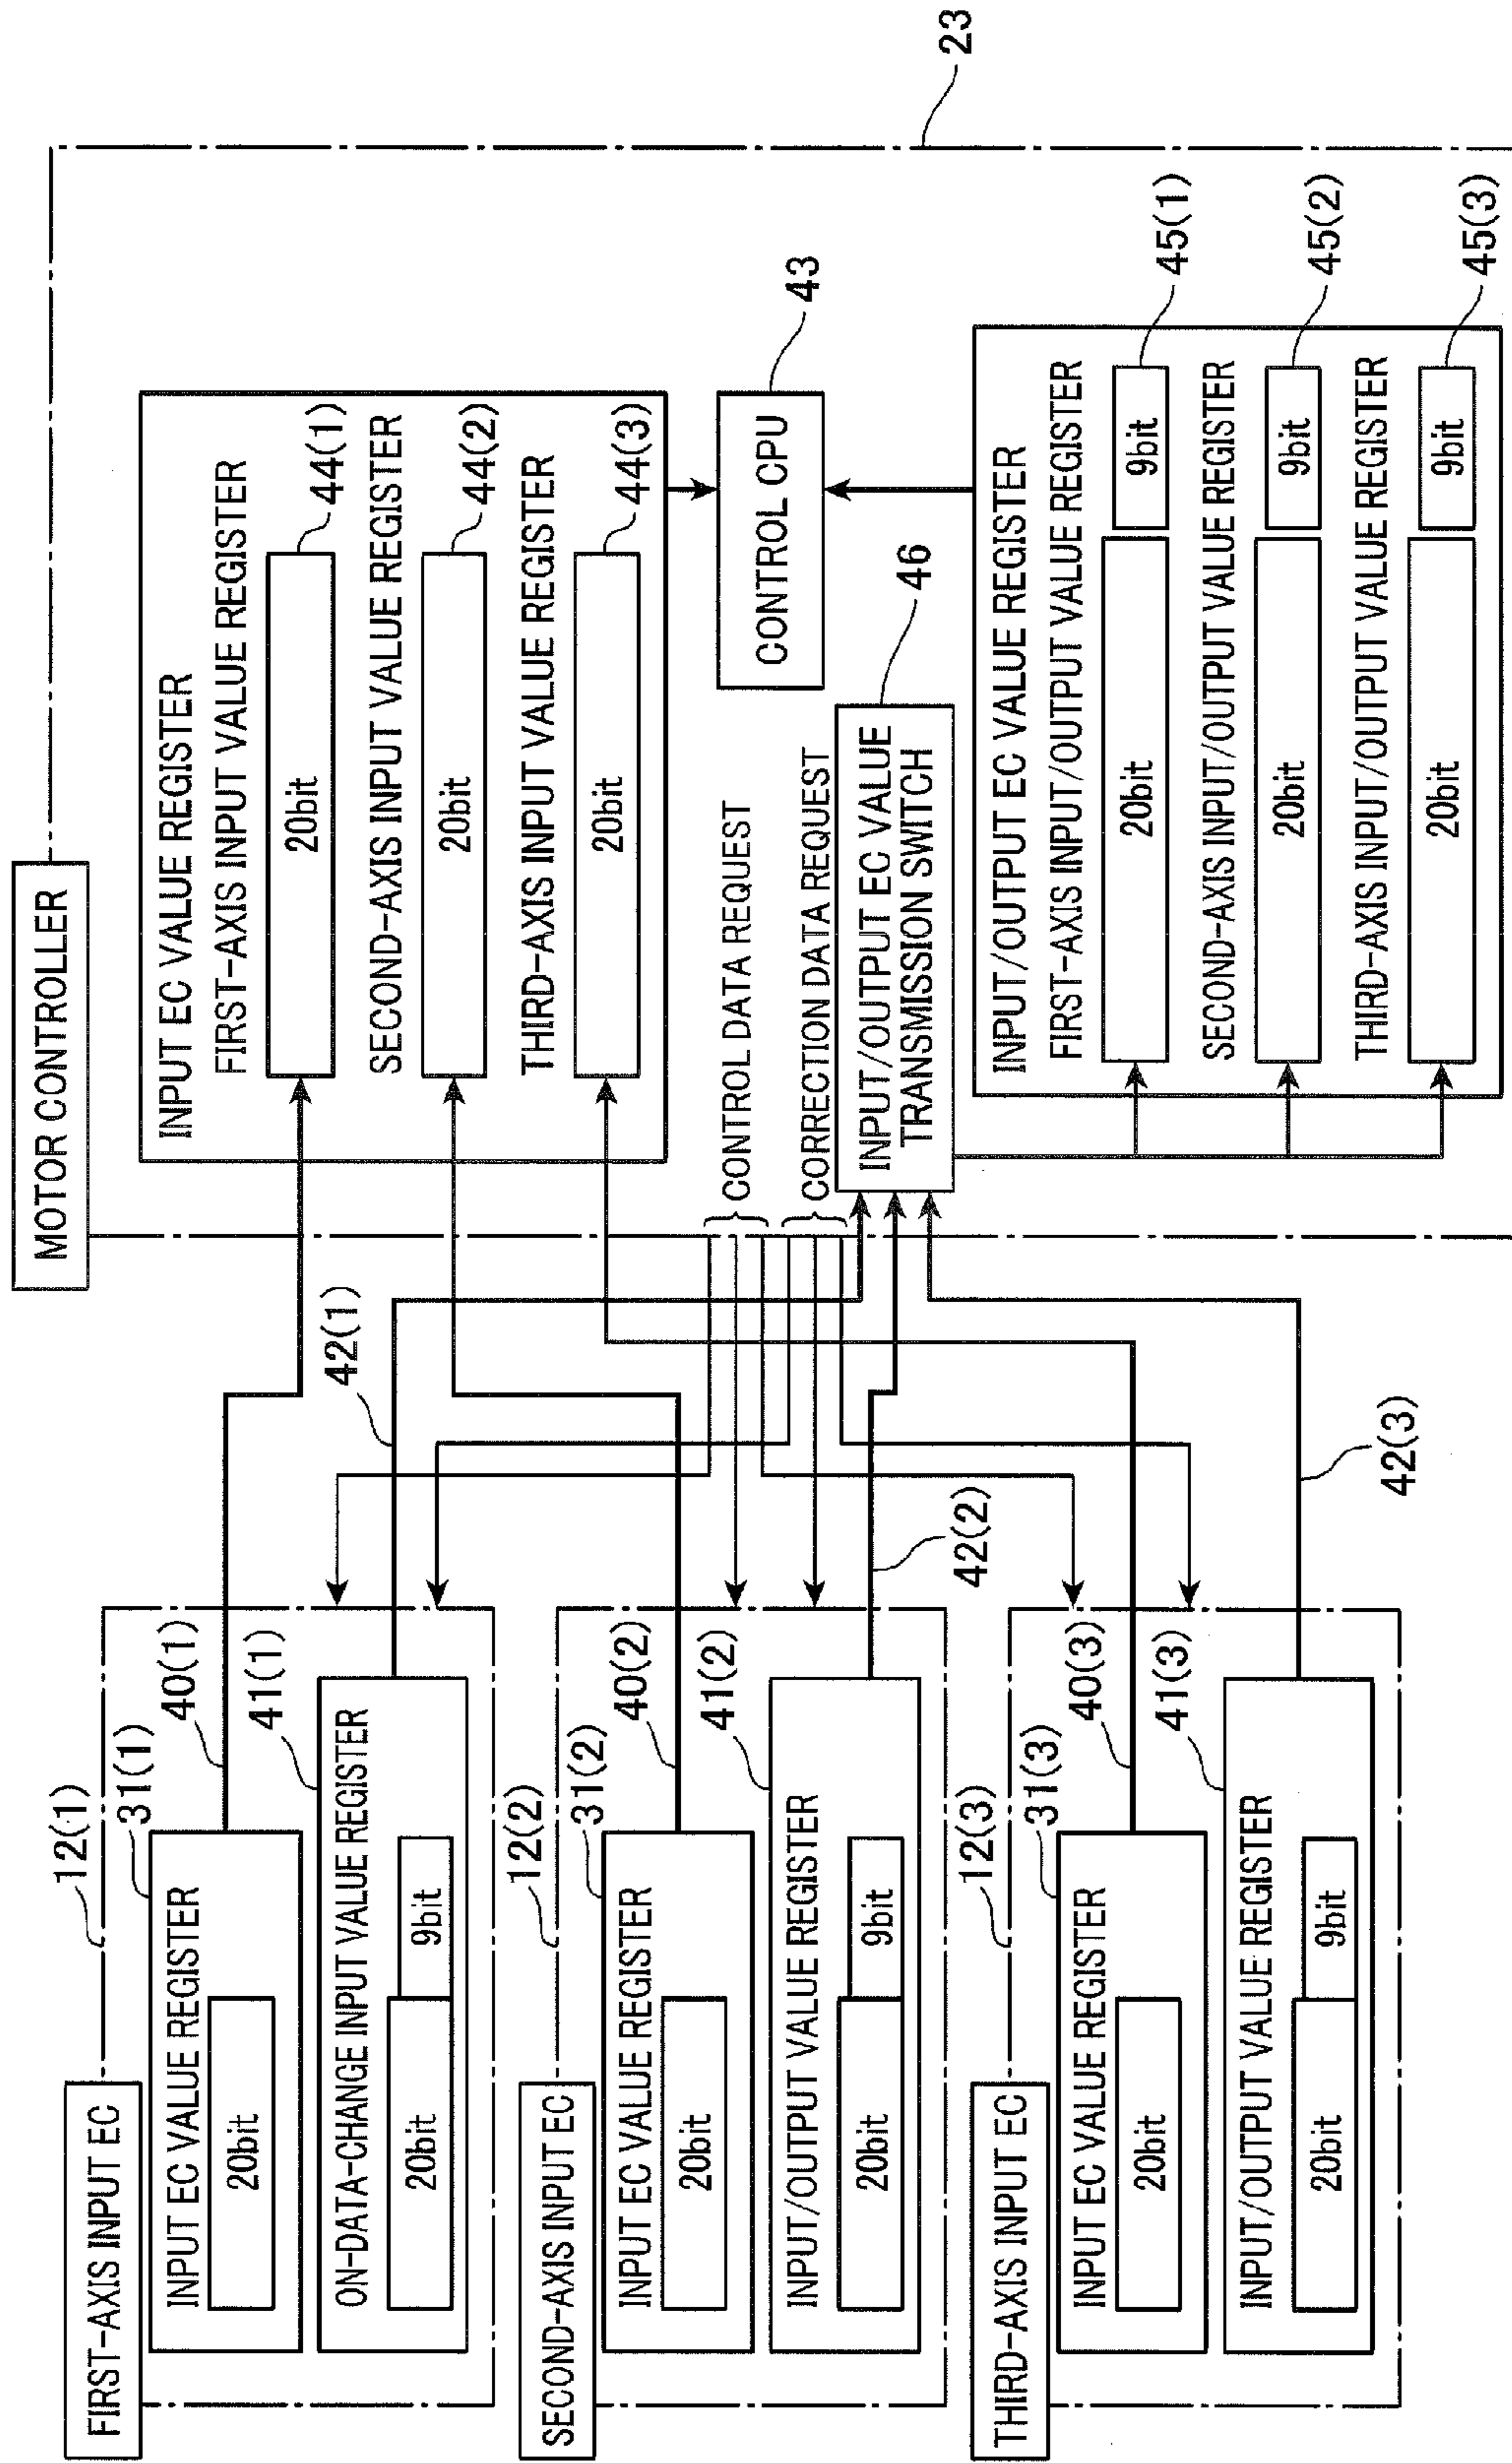 FIRST-AXIS INPUT EC
12(1)
31(1)
INPUT EC VALUE REGISTER
20bit
40(1)
41(1)
ON-DATA-CHANGE INPUT VALUE REGISTER
20bit
9bit
42(1)
SECOND-AXIS INPUT EC
12(2)
31(2)
INPUT EC VALUE REGISTER
20bit
40(2)
41(2)
INPUT/OUTPUT VALUE REGISTER
20bit
9bit
42(2)
THIRD-AXIS INPUT EC
12(3)
31(3)
INPUT EC VALUE REGISTER
20bit
40(3)
41(3)
INPUT/OUTPUT VALUE REGISTER
20bit
9bit
42(3)
MOTOR CONTROLLER
23
INPUT EC VALUE REGISTER
FIRST-AXIS INPUT VALUE REGISTER
20bit
44(1)
SECOND-AXIS INPUT VALUE REGISTER
20bit
44(2)
THIRD-AXIS INPUT VALUE REGISTER
20bit
44(3)
CONTROL DATA REQUEST
CORRECTION DATA REQUEST
CONTROL CPU
43
INPUT/OUTPUT EC VALUE
TRANSMISSION SWITCH
46
INPUT/OUTPUT EC VALUE REGISTER
FIRST-AXIS INPUT/OUTPUT VALUE REGISTER
20bit
9bit
45(1)
SECOND-AXIS INPUT/OUTPUT VALUE REGISTER
20bit
9bit
45(2)
THIRD-AXIS INPUT/OUTPUT VALUE REGISTER
20bit
9bit
45(3)